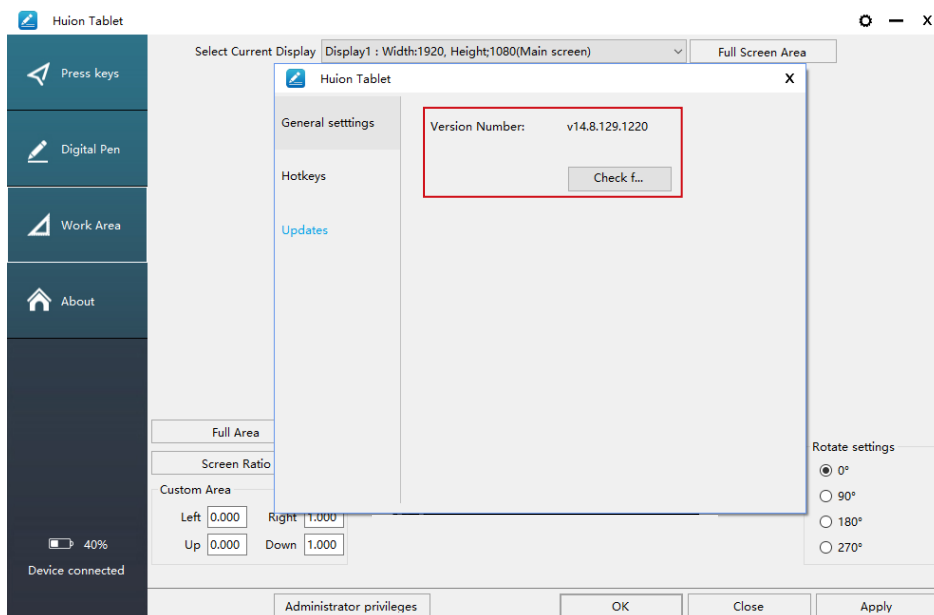 Huion Tablet
X
Select Current Display
Display1 : Width:1920, Height;1080(Main screen)
Full Screen Area
Press keys
Digital Pen
Work Area
About
40%
Device connected
Huion Tablet
X
General setttings
Hotkeys
Updates
Version Number:
v14.8.129.1220
Check f...
Full Area
Screen Ratio
Custom Area
Left 0.000 Right 1.000
Up 0.000 Down 1.000
Rotate settings
0°
90°
180°
270°
Administrator privileges
OK
Close
Apply